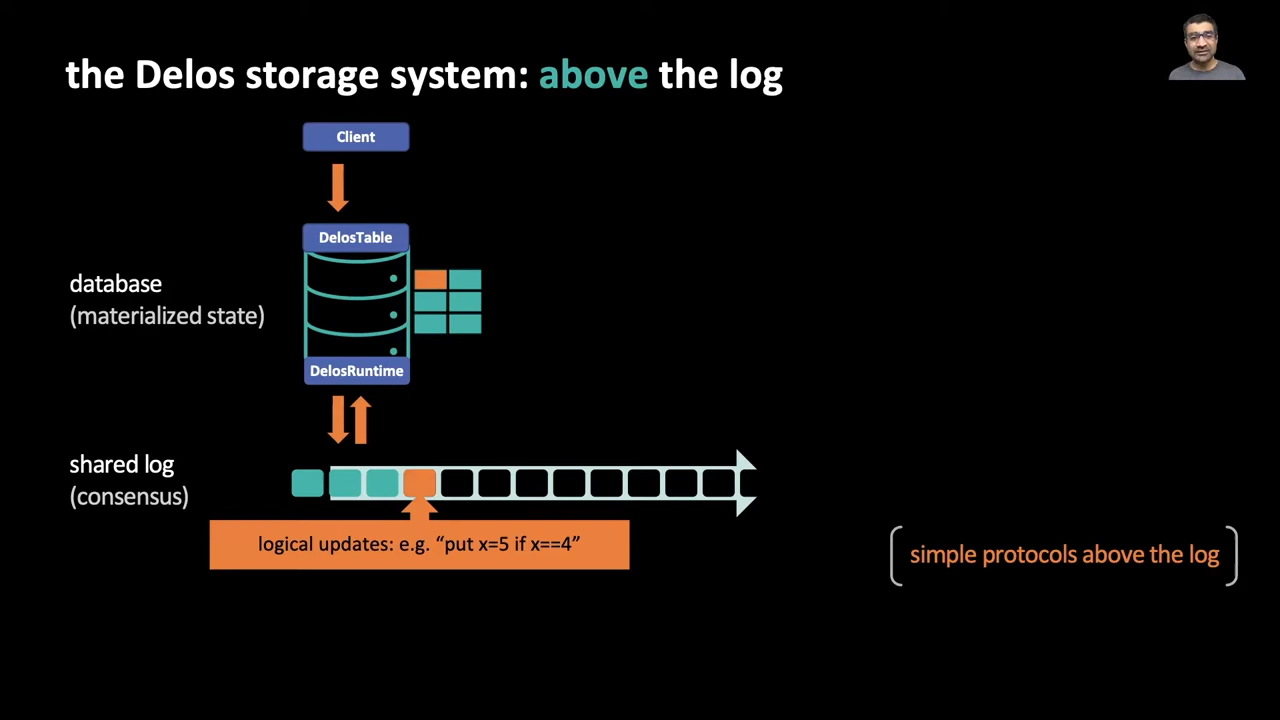 the Delos storage system: above the log
Client
DelosTable
database
(materialized state)
DelosRuntime
shared log
(consensus)
logical updates: e.g. “put x=5 if x==4”
simple protocols above the log